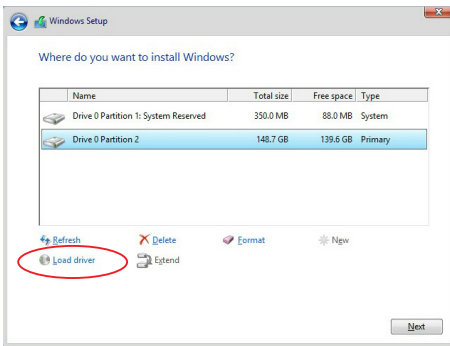 Windows Setup
Where do you want to install Windows?
Name Total size Free space Type
Drive 0 Partition 1: System Reserved 350.0 MB 88.0 MB System
Drive 0 Partition 2 148.7 GB 139.6 GB Primary
Refresh Delete Format New
Load driver Extend
Next